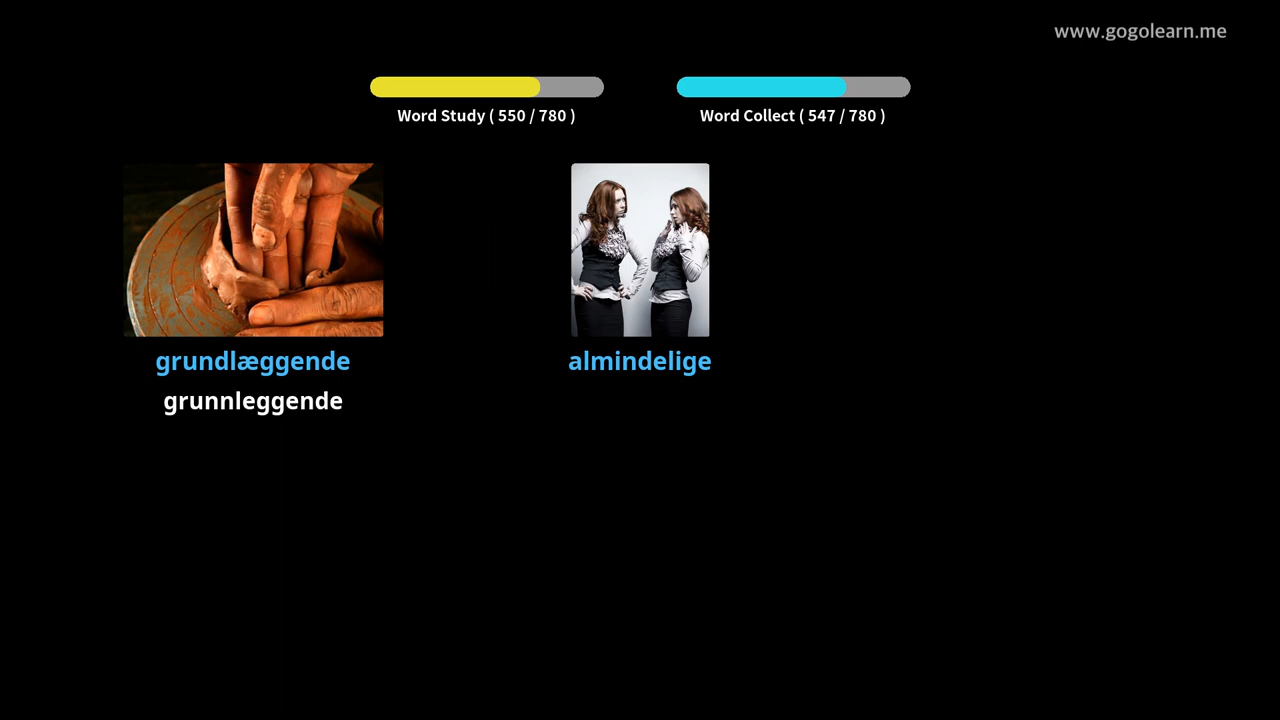 www.gogolearn.me
Word Study ( 550 / 780 )
Word Collect ( 547 / 780 )
grundlæggende
almindelige
grunnleggende